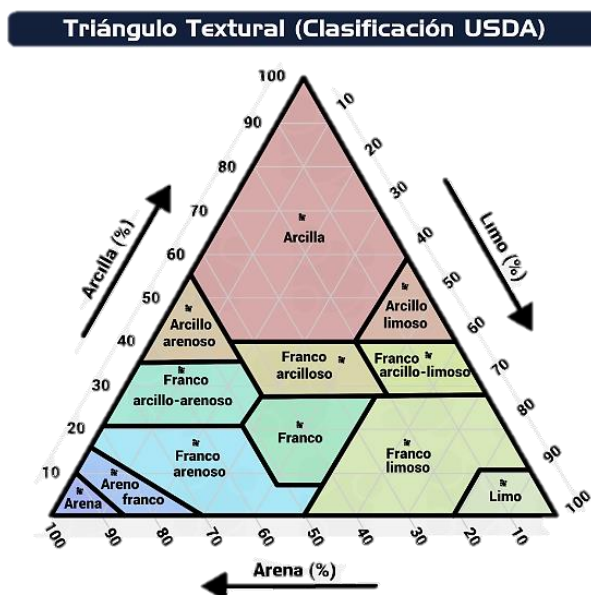 Triángulo Textural (Clasificación USDA)
100
90
80
70
60
50
40
30
20
10
Arcilla (%)
10
20
30
40
50
60
70
80
90
100
Limo (%)
Arcilla
Arcillo
arenoso
Arcillo
limoso
Franco
arcilloso
Franco
arcillo-limoso
Franco
arcillo-arenoso
Franco
Franco
arenoso
Franco
limoso
Areno
franco
Arena
Limo
100
90
80
70
60
50
40
30
20
10
Arena (%)